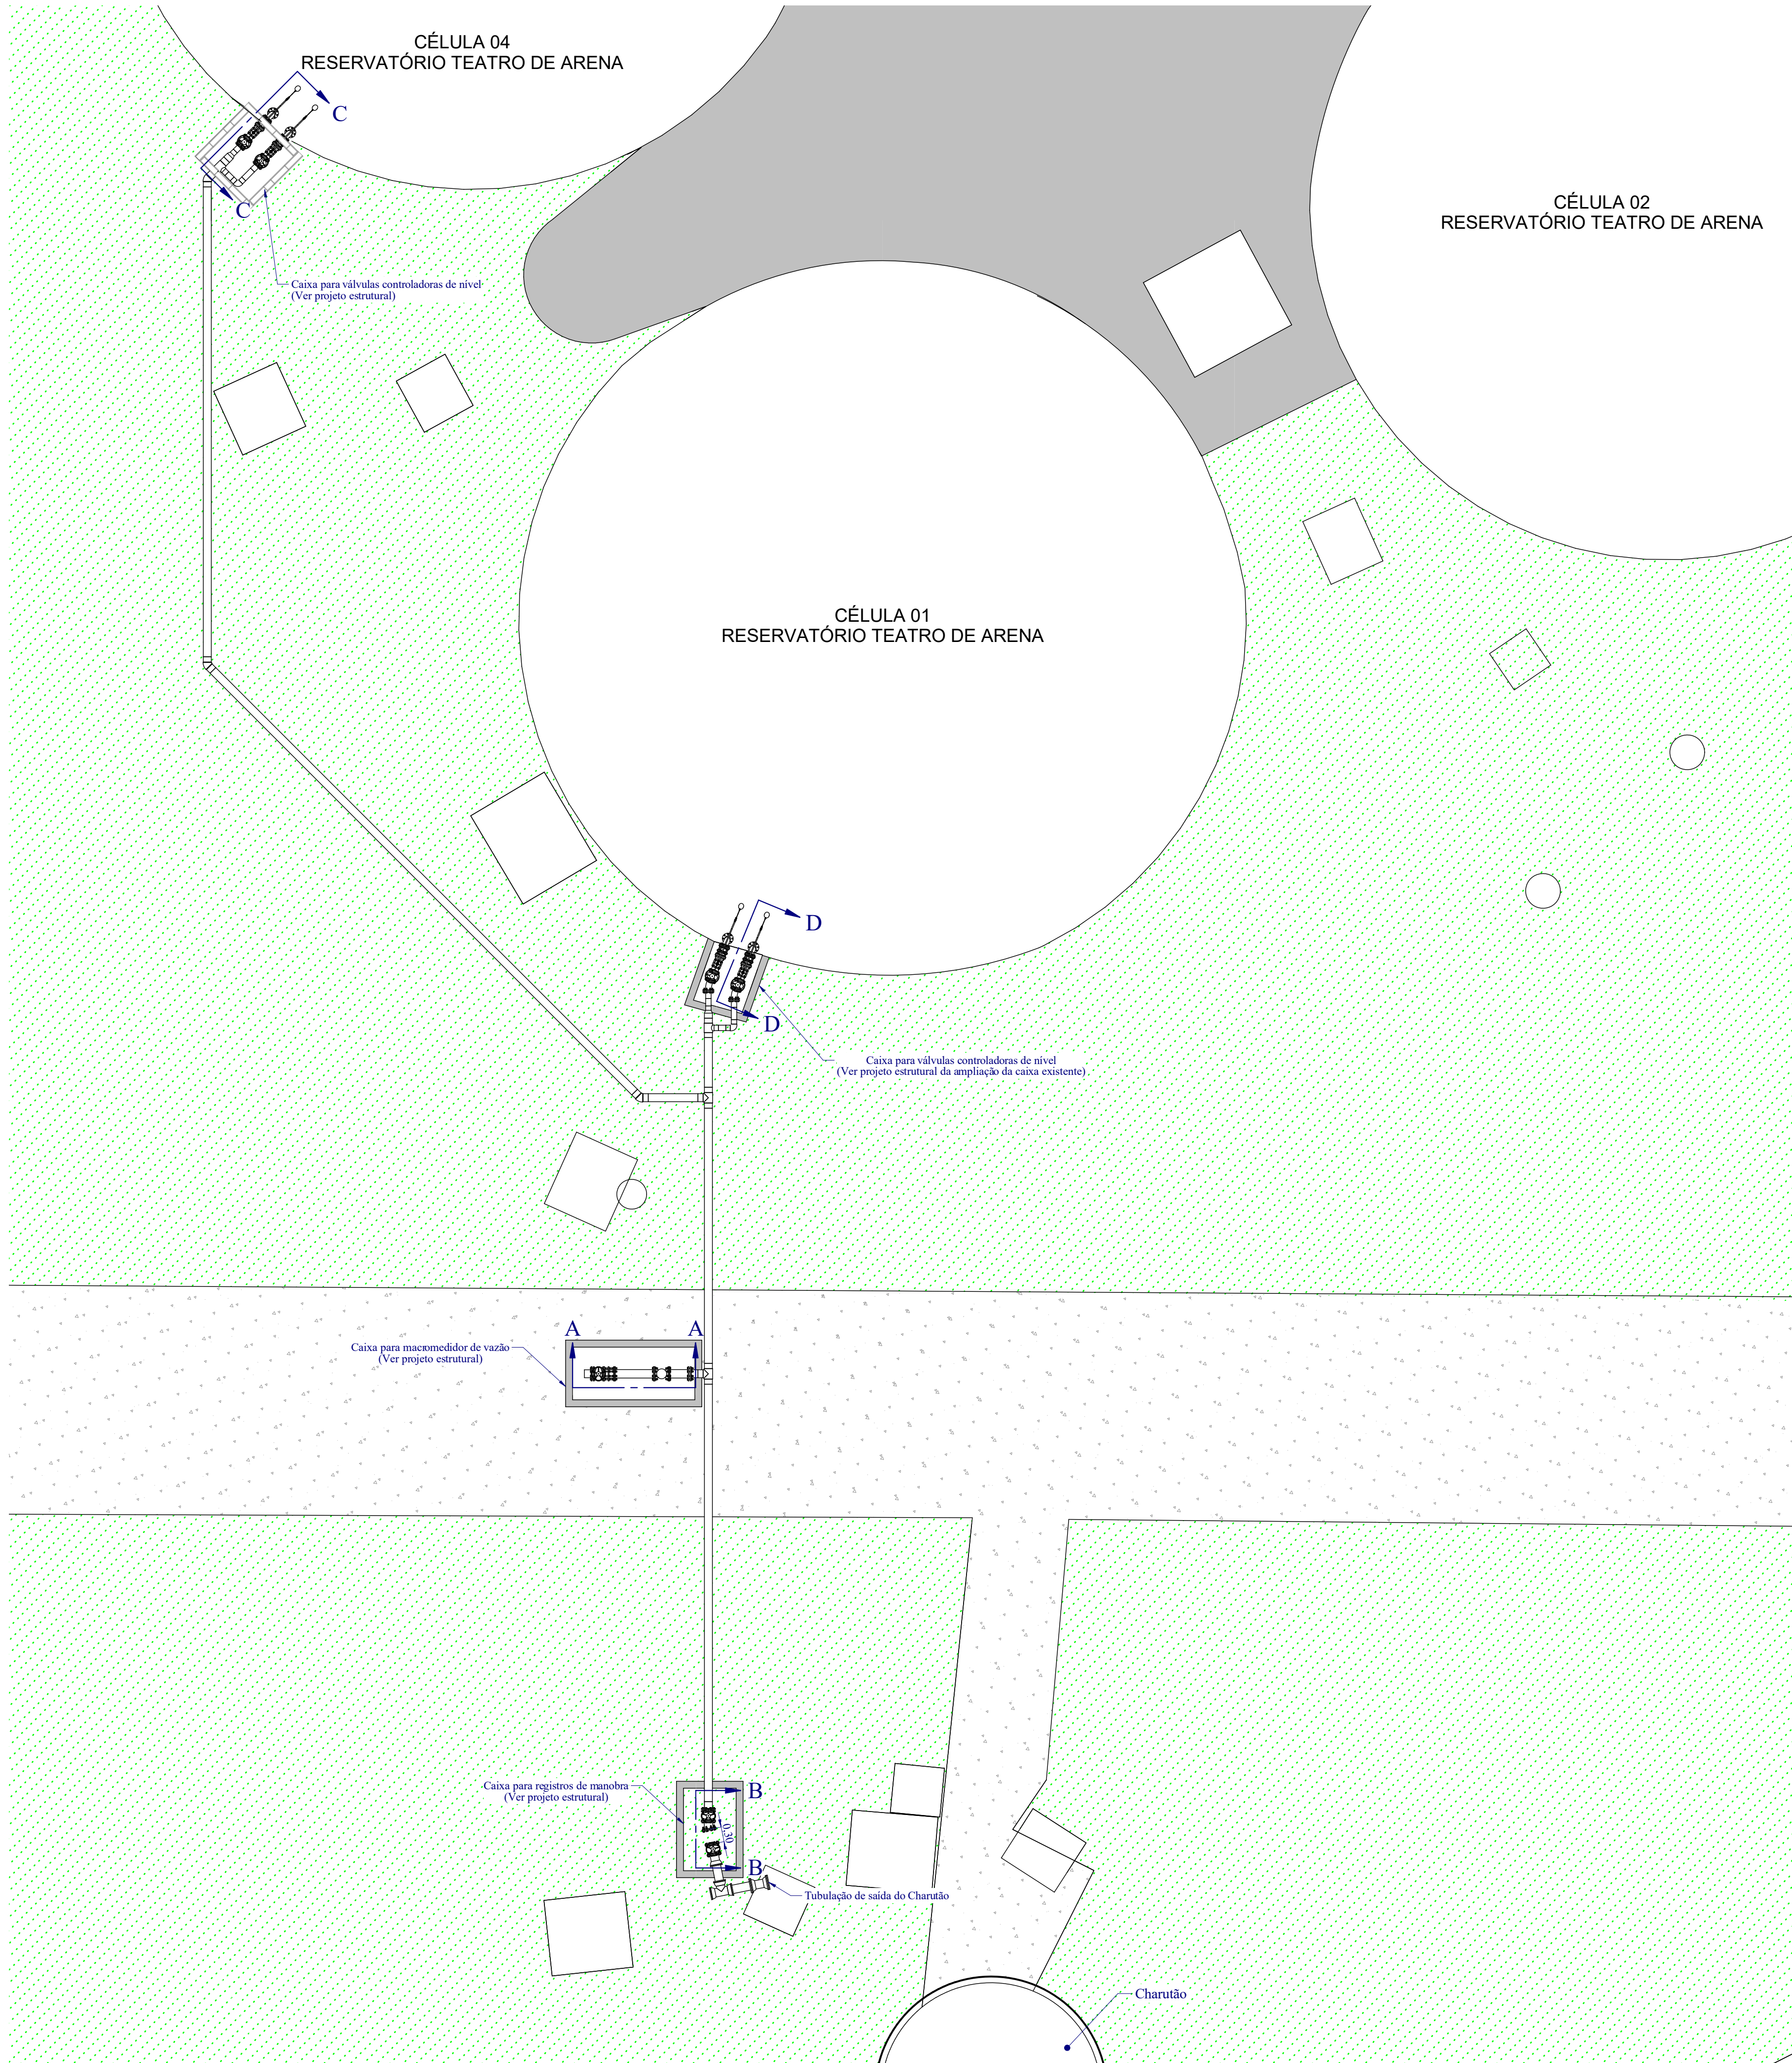 CÉLULA 04
RESERVATÓRIO TEATRO DE ARENA
C
C
CÉLULA 02
RESERVATÓRIO TEATRO DE ARENA
Caixa para válvulas controladoras de nível
(Ver projeto estrutural)
CÉLULA 01
RESERVATÓRIO TEATRO DE ARENA
D
D
Caixa para válvulas controladoras de nível
(Ver projeto estrutural da ampliação da caixa existente)
A
A
Caixa para macromedidor de vazão
(Ver projeto estrutural)
Caixa para registros de manobra
(Ver projeto estrutural)
B
0,30
B
Tubulação de saída do Charutão
Charutão